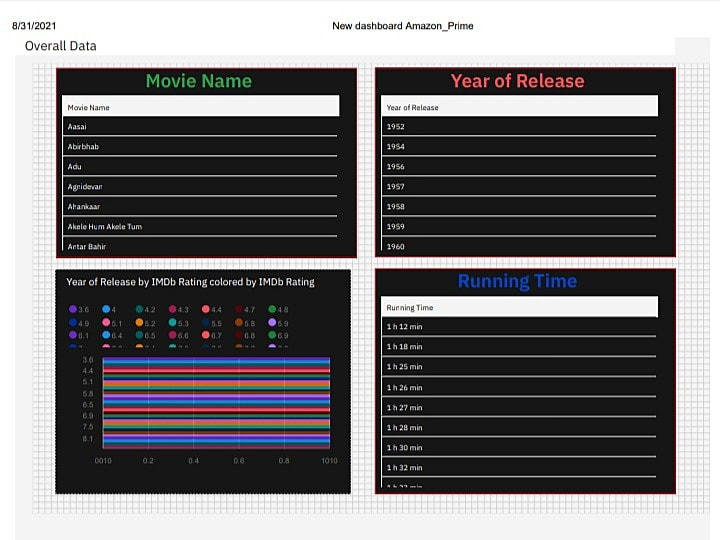 8/31/2021 New dashboard Amazon_Prime
Overall Data
Movie Name
Movie Name
Aasai
Abirbhab
Adu
Agnidevan
Ahankaar
Akele Hum Akele Tum
Antar Bahir
Year of Release
Year of Release
1952
1954
1956
1957
1958
1959
1960
Year of Release by IMDb Rating colored by IMDb Rating
3.6 4 4.2 4.3 4.4 4.7 4.8
4.9 5.1 5.2 5.3 5.5 5.8 5.9
6.1 6.4 6.5 6.6 6.7 6.8 6.9
3.6
4.4
5.1
5.8
6.5
6.9
7.5
8.1
0010 0.2 0.4 0.6 0.8 1010
Running Time
Running Time
1 h 12 min
1 h 18 min
1 h 25 min
1 h 26 min
1 h 27 min
1 h 28 min
1 h 30 min
1 h 32 min